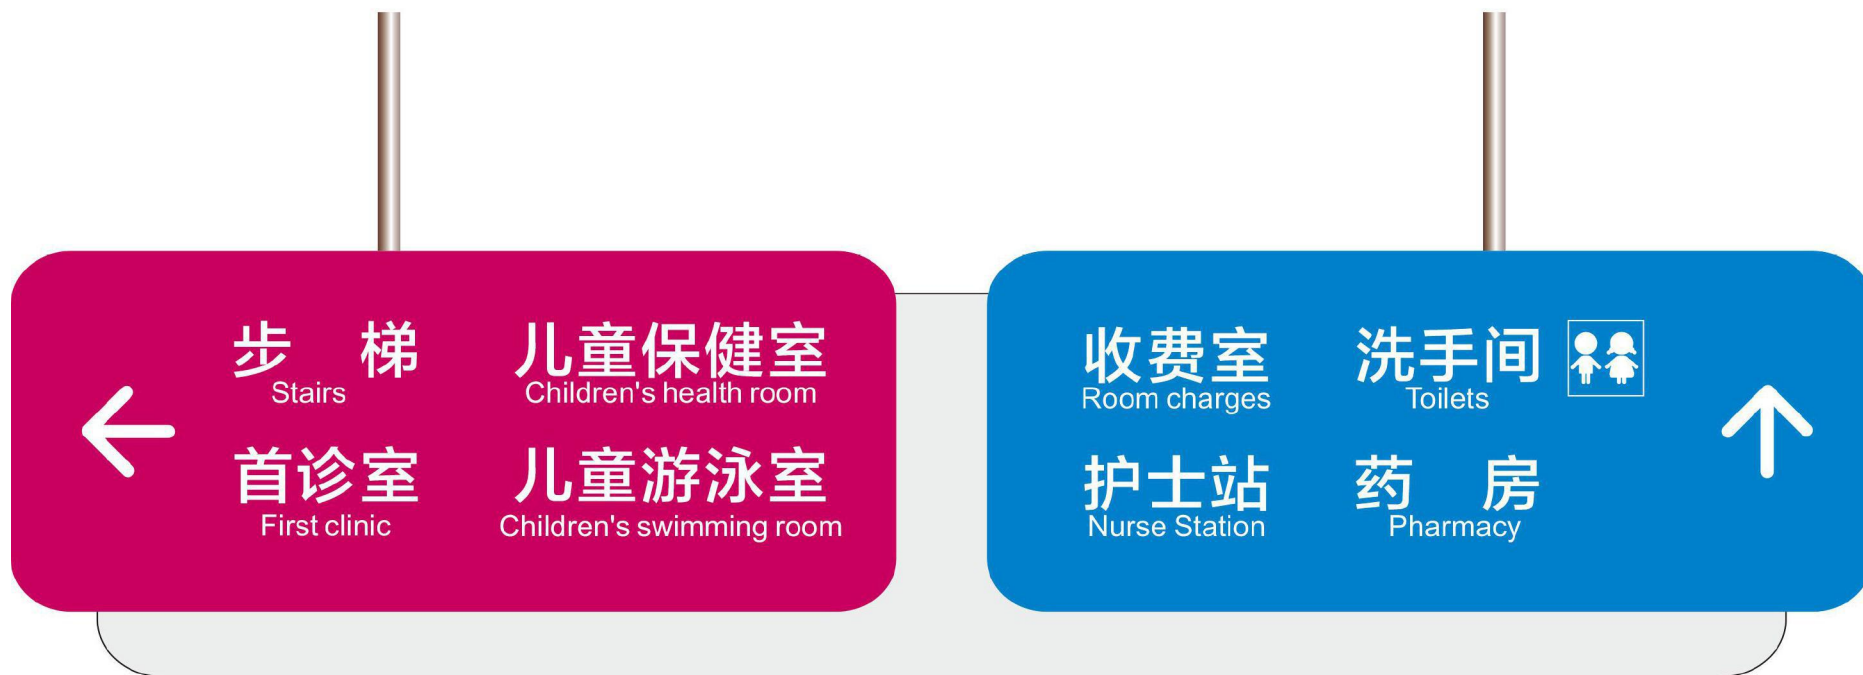 步 梯
Stairs
儿童保健室
Children's health room
首诊室
First clinic
儿童游泳室
Children's swimming room
收费室
Room charges
洗手间
Toilets
护士站
Nurse Station
药 房
Pharmacy